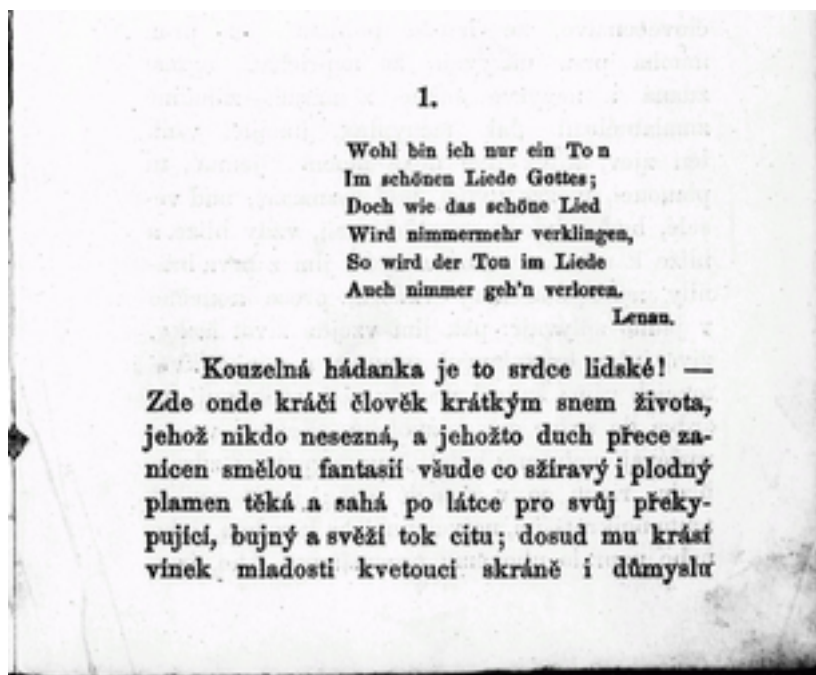 1.
Wohl bin ich nur ein Ton
Im schönen Liede Gottes;
Doch wie das schöne Lied
Wird nimmermehr verklingen,
So wird der Ton im Liede
Auch nimmer geh'n verloren.
Lenau.
Kouzelná hádanka je to srdce lidské! —
Zde onde kráčí člověk krátkým snem života,
jehož nikdo nesezná, a jehožto duch přece za-
nícen smělou fantasií všude co sžíravý i plodný
plamen těká a sahá po látce pro svůj překy-
pující, bujný a svěží tok citu; dosud mu krásí
vínek mladosti kvetoucí skráně i důmyslu